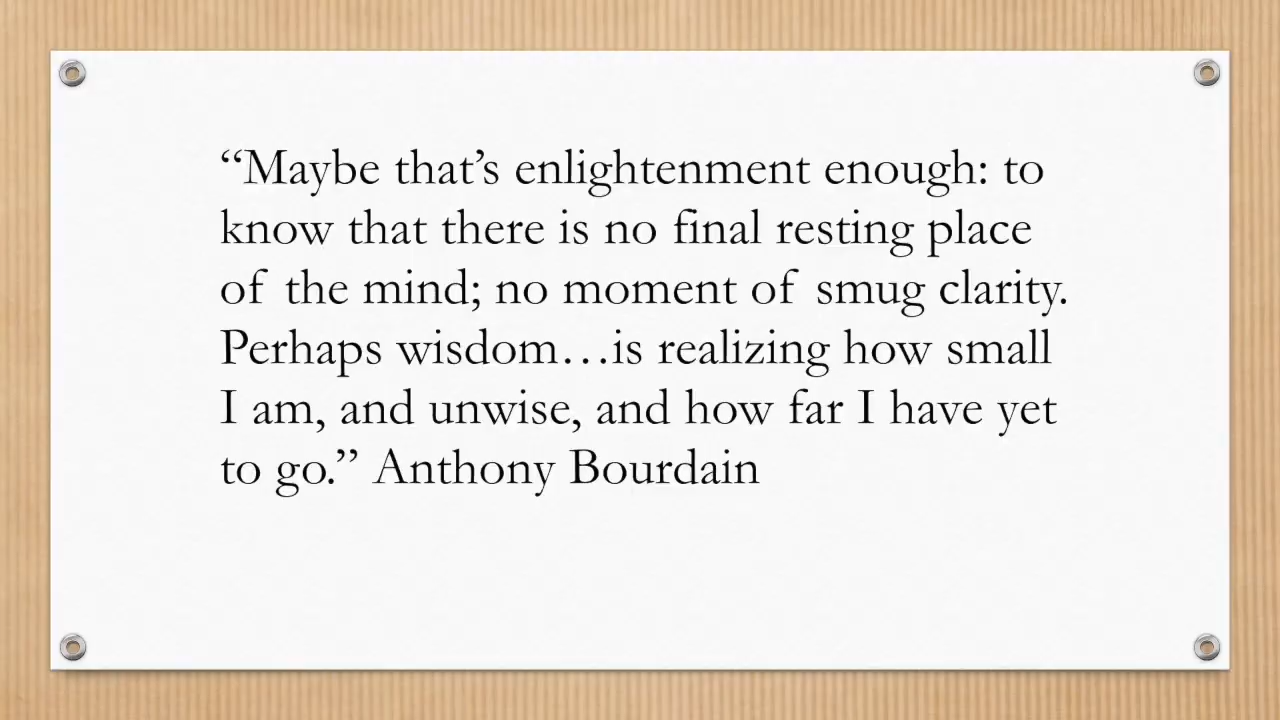 “Maybe that’s enlightenment enough: to
know that there is no final resting place
of the mind; no moment of smug clarity.
Perhaps wisdom…is realizing how small
I am, and unwise, and how far I have yet
to go.” Anthony Bourdain